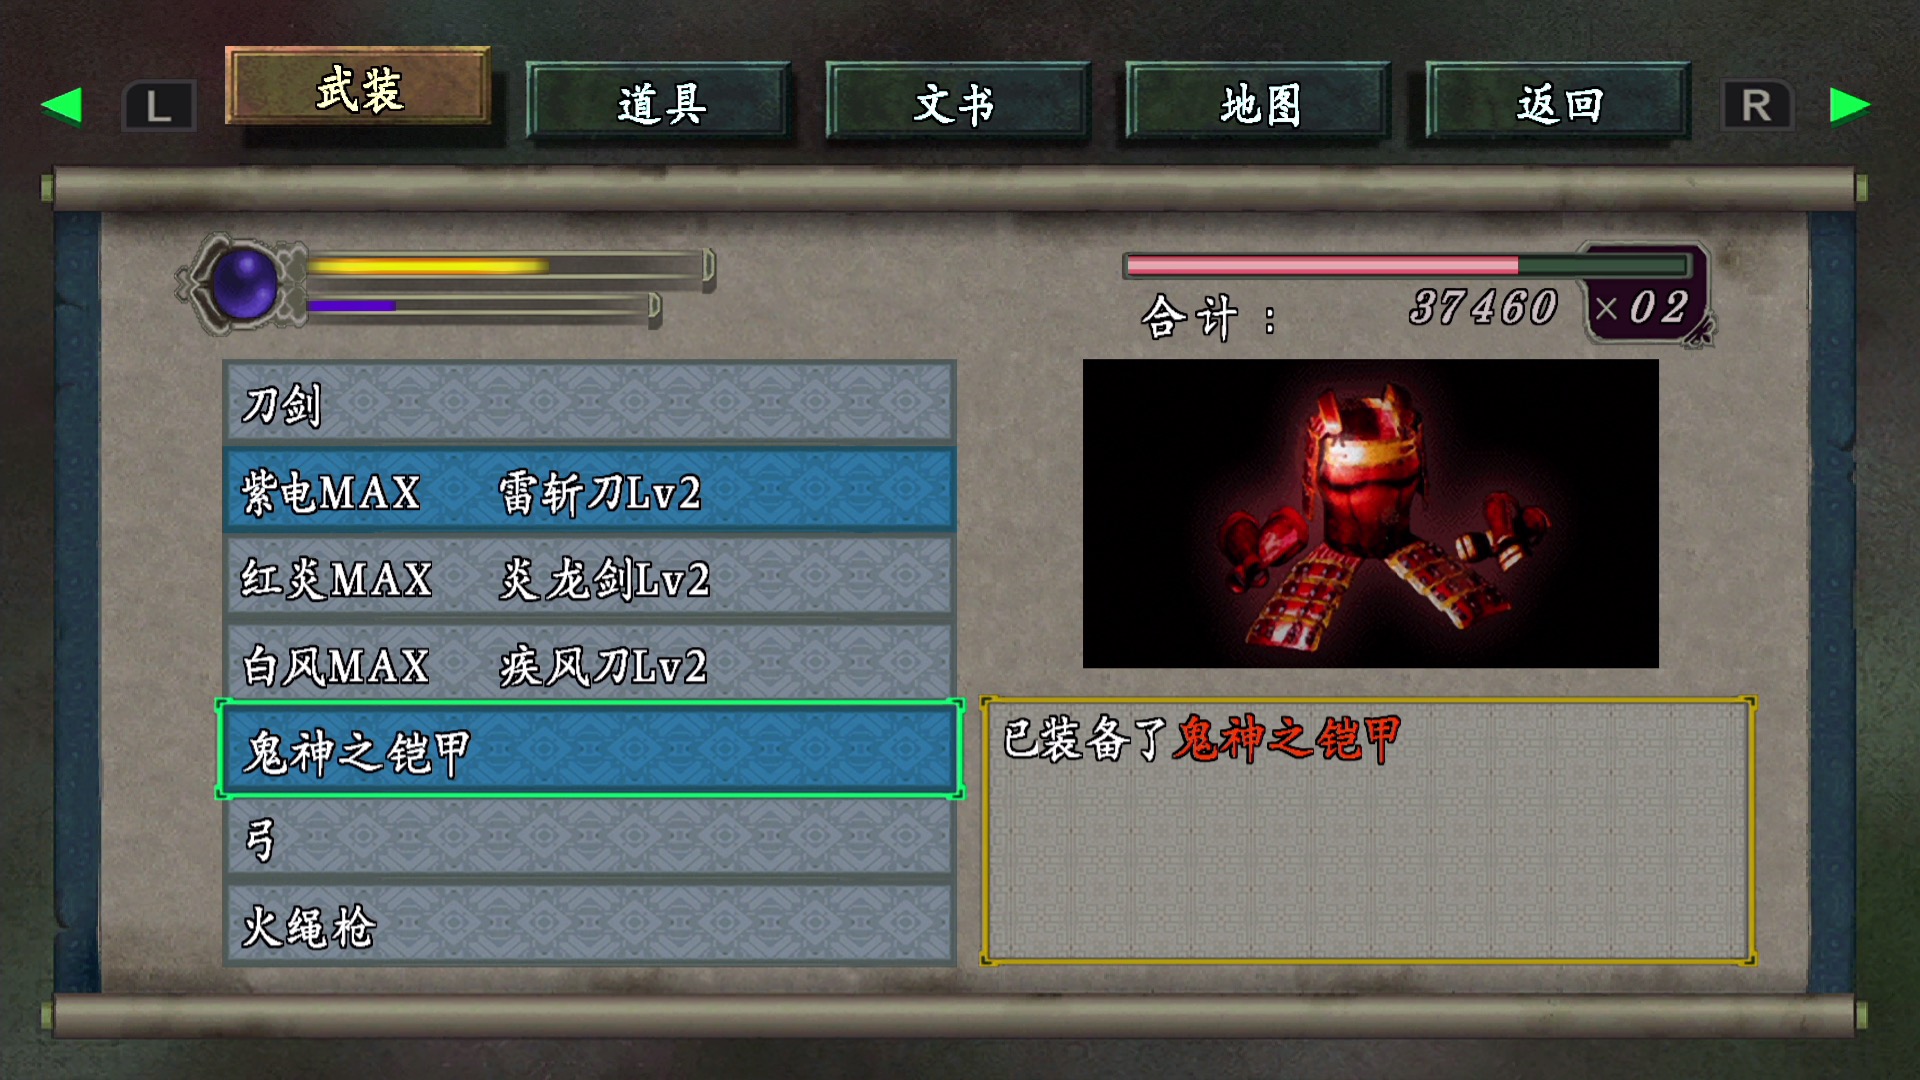 L 武装 道具 文书 地图 返回 R
合计： 37460 ×02
刀剑
紫电MAX 雷斩刀Lv2
红炎MAX 炎龙剑Lv2
白风MAX 疾风刀Lv2
鬼神之铠甲
已装备了鬼神之铠甲
弓
火绳枪